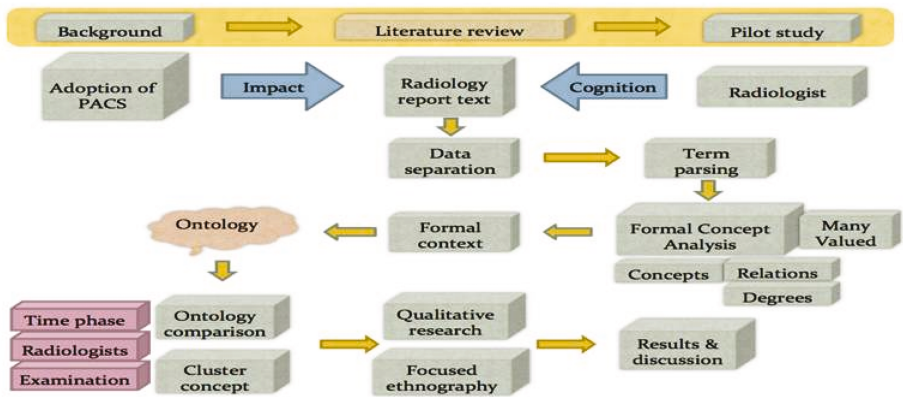 Background
Literature review
Pilot study
Adoption of
PACS
Impact
Radiology
report text
Cognition
Radiologist
Data
separation
Term
parsing
Ontology
Formal
context
Formal Concept
Analysis
Many
Valued
Concepts
Relations
Degrees
Time phase
Radiologists
Examination
Ontology
comparison
Cluster
concept
Qualitative
research
Focused
ethnography
Results &
discussion